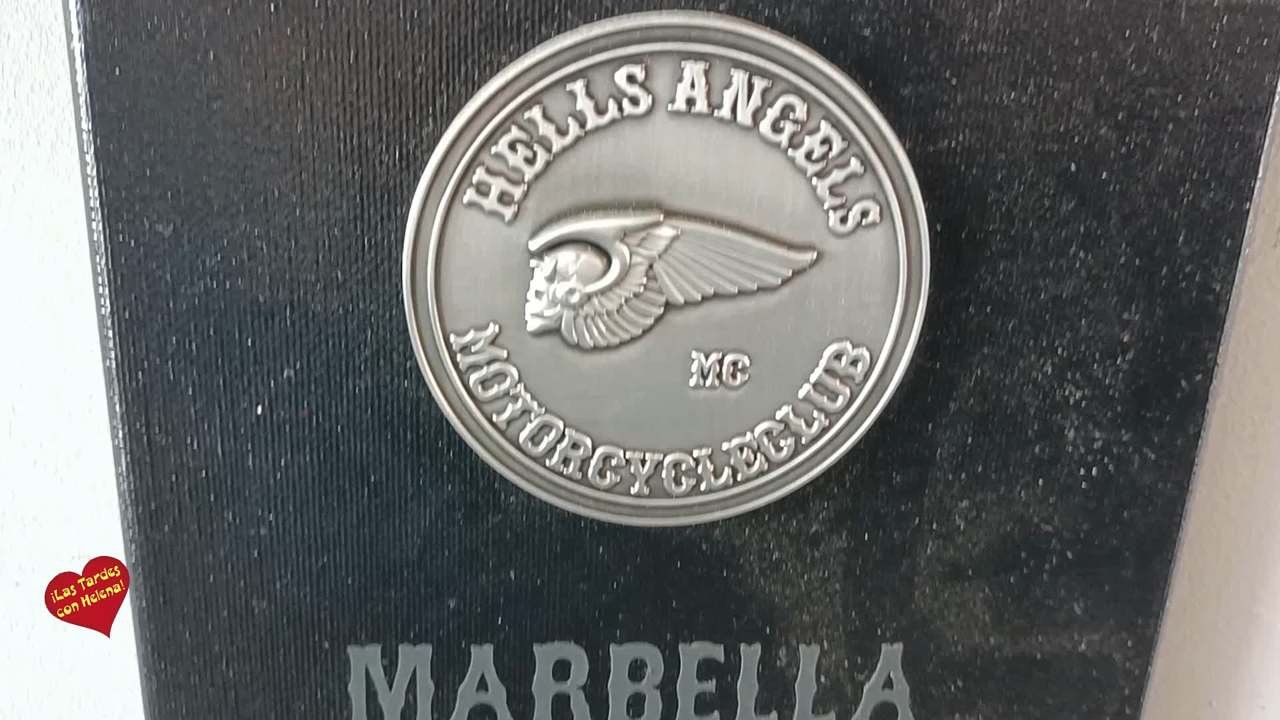 HELLS ANGELS
MC
MOTORCYCLECLUB
¡Las Tardes
con Helena!
MARBELLA